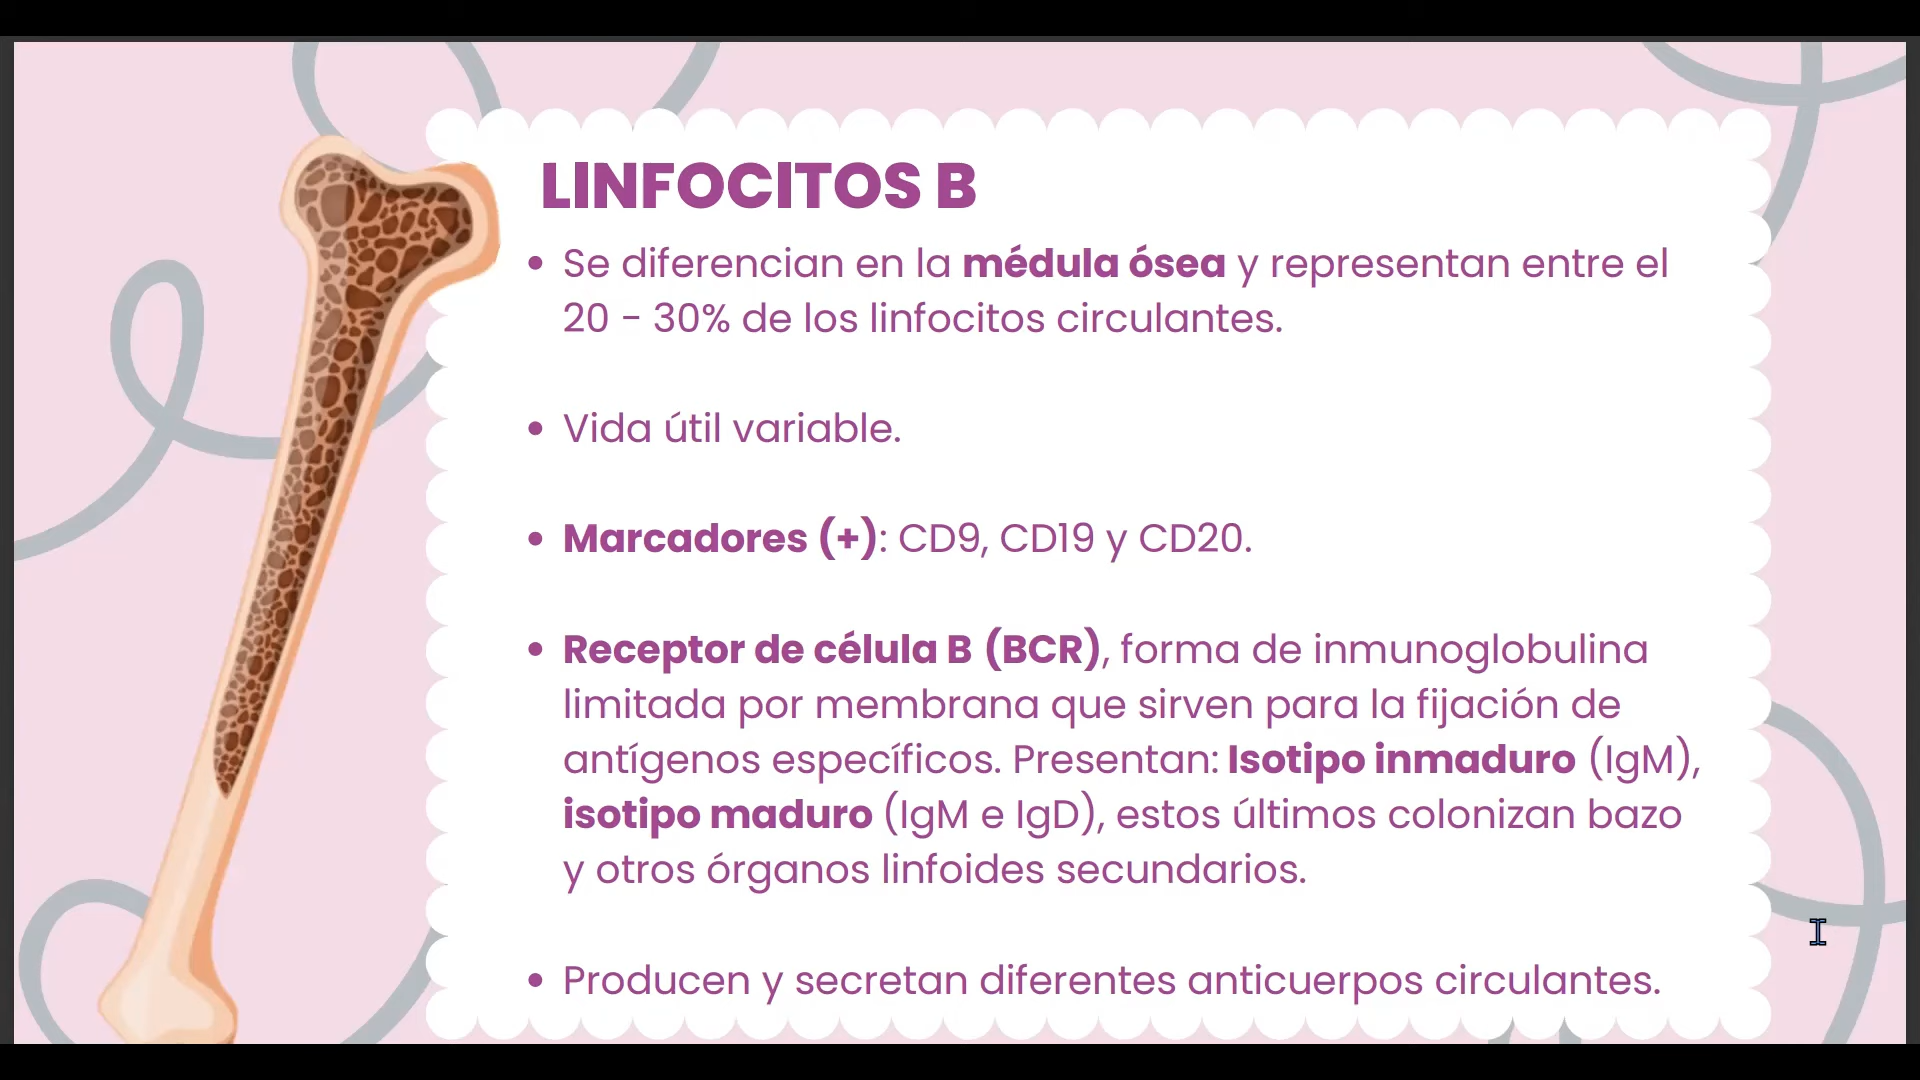 LINFOCITOS B
• Se diferencian en la médula ósea y representan entre el
20 - 30% de los linfocitos circulantes.
• Vida útil variable.
• Marcadores (+): CD9, CD19 y CD20.
• Receptor de célula B (BCR), forma de inmunoglobulina
limitada por membrana que sirven para la fijación de
antígenos específicos. Presentan: Isotipo inmaduro (IgM),
isotipo maduro (IgM e IgD), estos últimos colonizan bazo
y otros órganos linfoides secundarios.
• Producen y secretan diferentes anticuerpos circulantes.